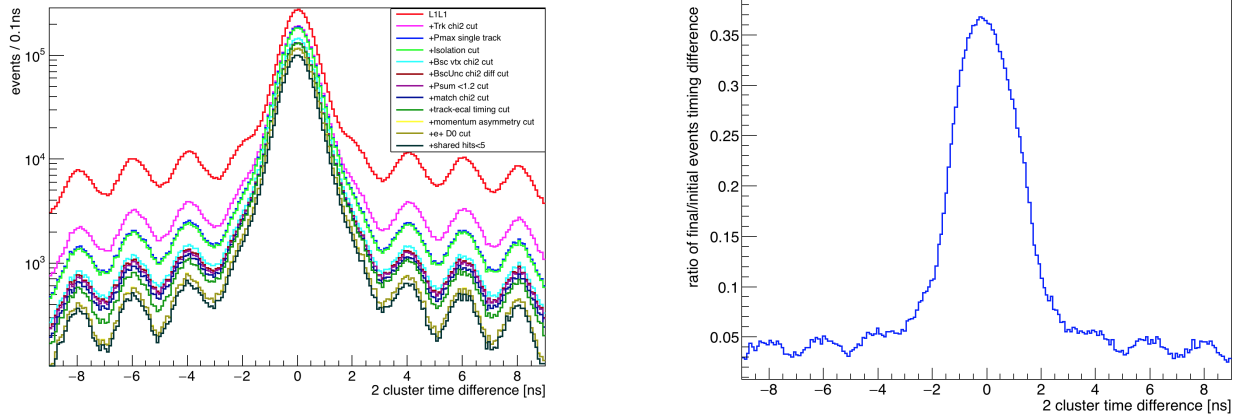 events / 0.1ns
10^5
10^4
10^3
L1L1
+Trk chi2 cut
+Pmax single track
+Isolation cut
+Bsc vtx chi2 cut
+BscUnc chi2 diff cut
+Psum <1.2 cut
+match chi2 cut
+track-ecal timing cut
+momentum asymmetry cut
+e+ D0 cut
+shared hits<5
−8 −6 −4 −2 0 2 4 6 8
2 cluster time difference [ns]
ratio of final/initial events timing difference
0.35
0.3
0.25
0.2
0.15
0.1
0.05
−8 −6 −4 −2 0 2 4 6 8
2 cluster time difference [ns]